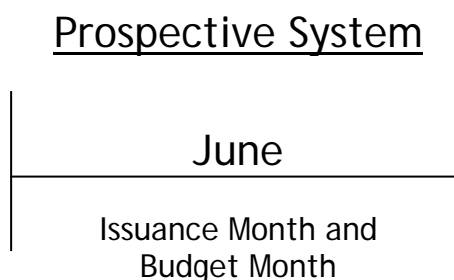 Prospective System
June
Issuance Month and
Budget Month